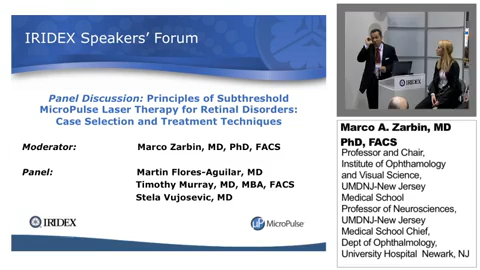 IRIDEX Speakers' Forum
Panel Discussion: Principles of Subthreshold
MicroPulse Laser Therapy for Retinal Disorders:
Case Selection and Treatment Techniques
Moderator: Marco Zarbin, MD, PhD, FACS
Panel: Martin Flores-Aguilar, MD
Timothy Murray, MD, MBA, FACS
Stela Vujosevic, MD
IRIDEX
MicroPulse
IRIDEX
Marco A. Zarbin, MD
PhD, FACS
Professor and Chair,
Institute of Ophthamology
and Visual Science,
UMDNJ-New Jersey
Medical School
Professor of Neurosciences,
UMDNJ-New Jersey
Medical School Chief,
Dept of Ophthalmology,
University Hospital Newark, NJ